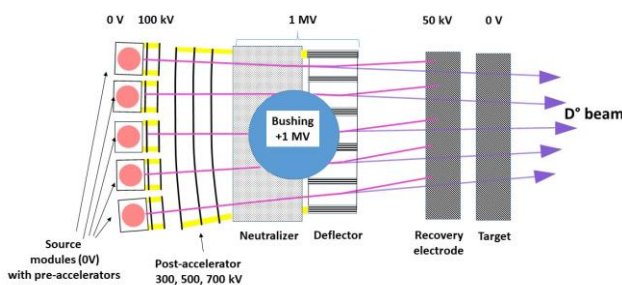 0 V 100 kV 1 MV 50 kV 0 V
Bushing
+1 MV
D° beam
Neutralizer Deflector Recovery
electrode Target
Source
modules (0V)
with pre-accelerators
Post-accelerator
300, 500, 700 kV